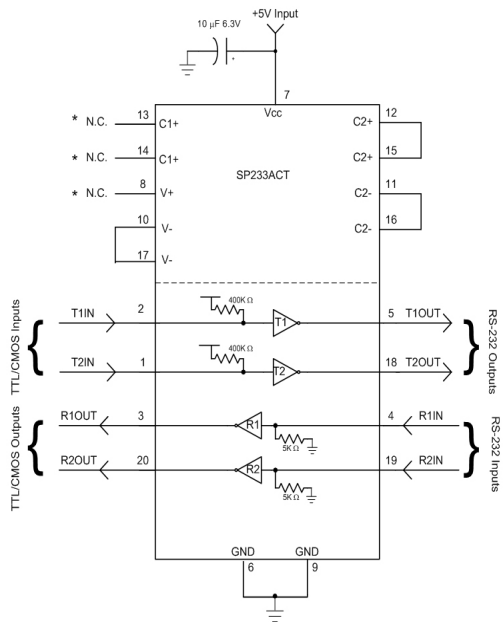 +5V Input
10 µF 6.3V
7
Vcc
* N.C. 13 C1+
C2+ 12
* N.C. 14 C1+
C2+ 15
SP233ACT
* N.C. 8 V+
C2- 11
10 V-
C2- 16
17 V-
400K Ω
T1IN 2 T1 5 T1OUT
400K Ω
T2IN 1 T2 18 T2OUT
TTL/CMOS Inputs
RS-232 Outputs
R1OUT 3 R1 4 R1IN
5K Ω
R2OUT 20 R2 19 R2IN
5K Ω
TTL/CMOS Outputs
RS-232 Inputs
GND GND
6 9